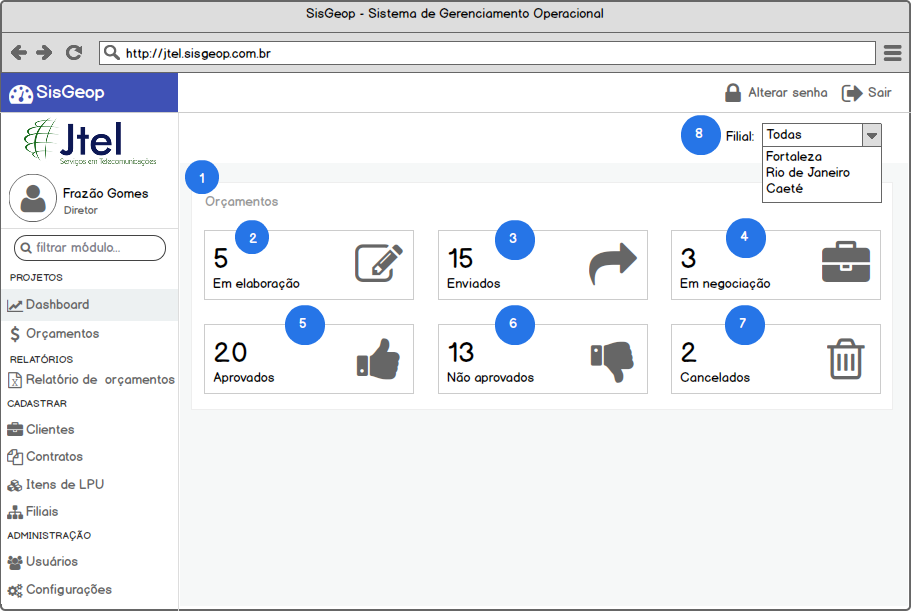 SisGeop - Sistema de Gerenciamento Operacional
http://jtel.sisgeop.com.br
SisGeop
Alterar senha
Sair
Jtel
Serviços em Telecomunicações
Frazão Gomes
Diretor
filtrar módulo...
PROJETOS
Dashboard
Orçamentos
RELATÓRIOS
Relatório de orçamentos
CADASTRAR
Clientes
Contratos
Itens de LPU
Filiais
ADMINISTRAÇÃO
Usuários
Configurações
8
Filial:
Todas
Fortaleza
Rio de Janeiro
Caeté
1
Orçamentos
2
5
Em elaboração
3
15
Enviados
4
3
Em negociação
5
20
Aprovados
6
13
Não aprovados
7
2
Cancelados